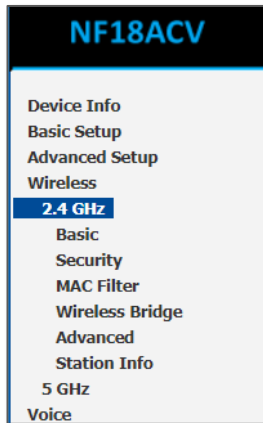 NF18ACV
Device Info
Basic Setup
Advanced Setup
Wireless
2.4 GHz
Basic
Security
MAC Filter
Wireless Bridge
Advanced
Station Info
5 GHz
Voice